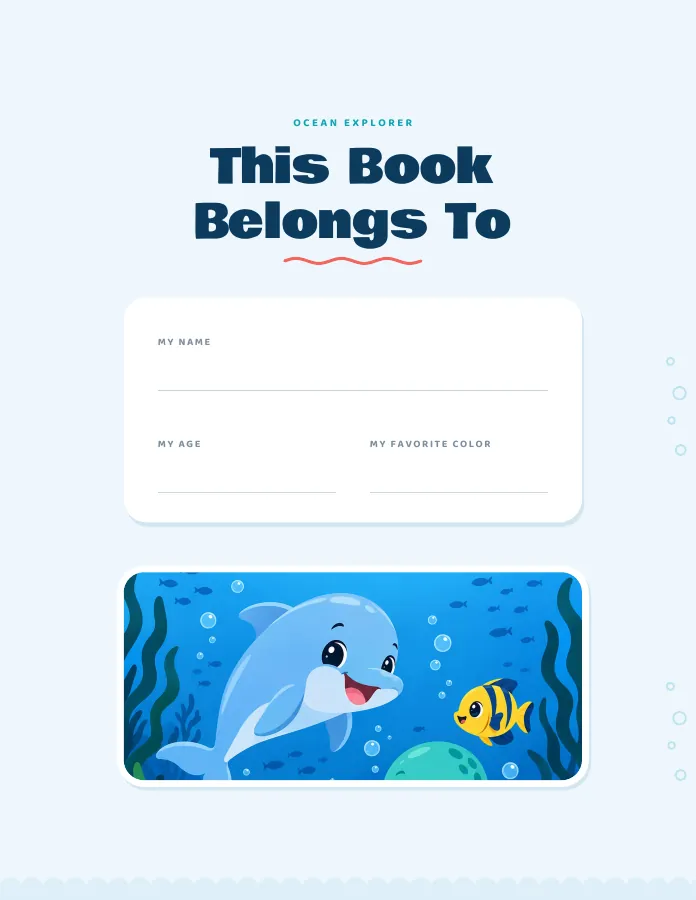 OCEAN EXPLORER
This Book
Belongs To
MY NAME
MY AGE
MY FAVORITE COLOR